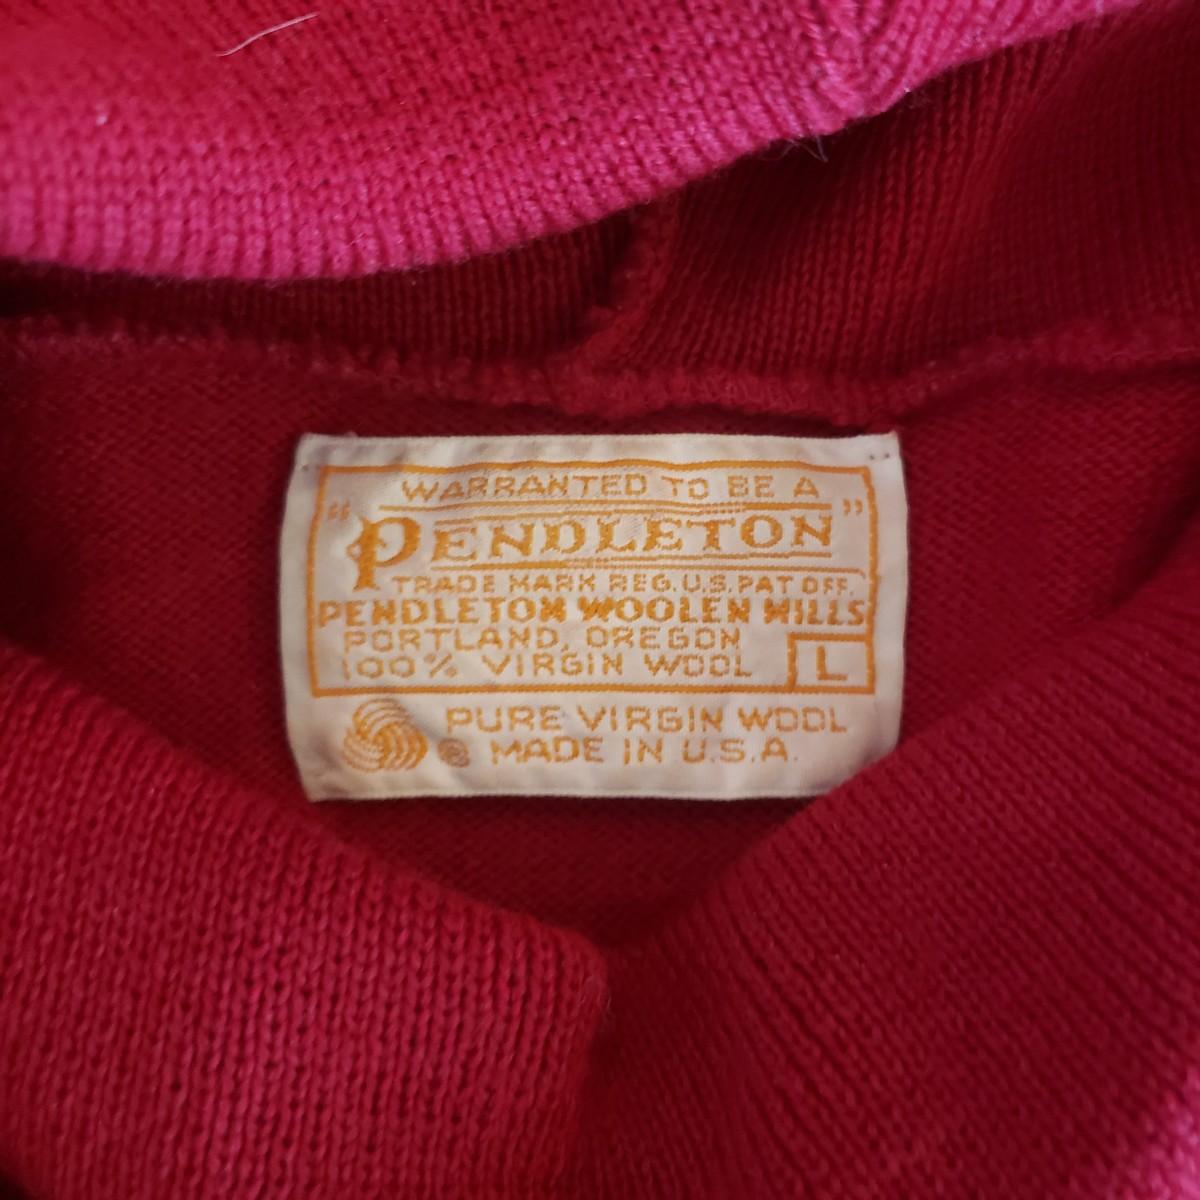 WARRANTED TO BE A
"PENDLETON"
TRADE MARK REG. U.S. PAT OFF.
PENDLETON WOOLEN MILLS
PORTLAND, OREGON
100% VIRGIN WOOL L
PURE VIRGIN WOOL
® MADE IN U.S.A.